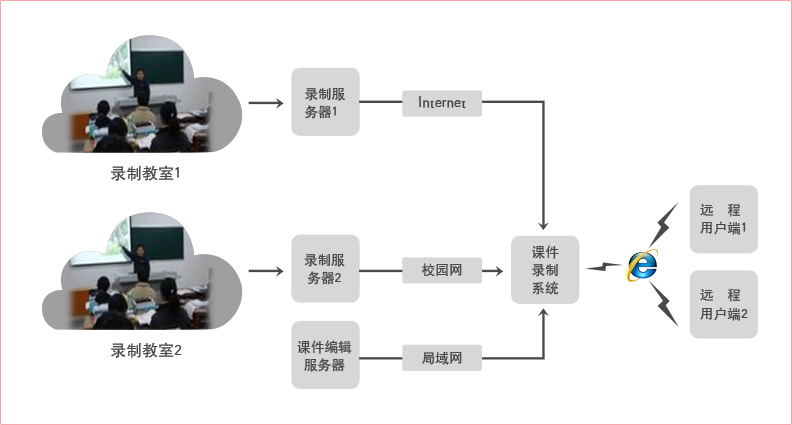 录制服
务器1
Internet
录制教室1
远 程
用户端1
录制服
务器2
校园网
课件
录制
系统
远 程
用户端2
录制教室2
课件编辑
服务器
局域网